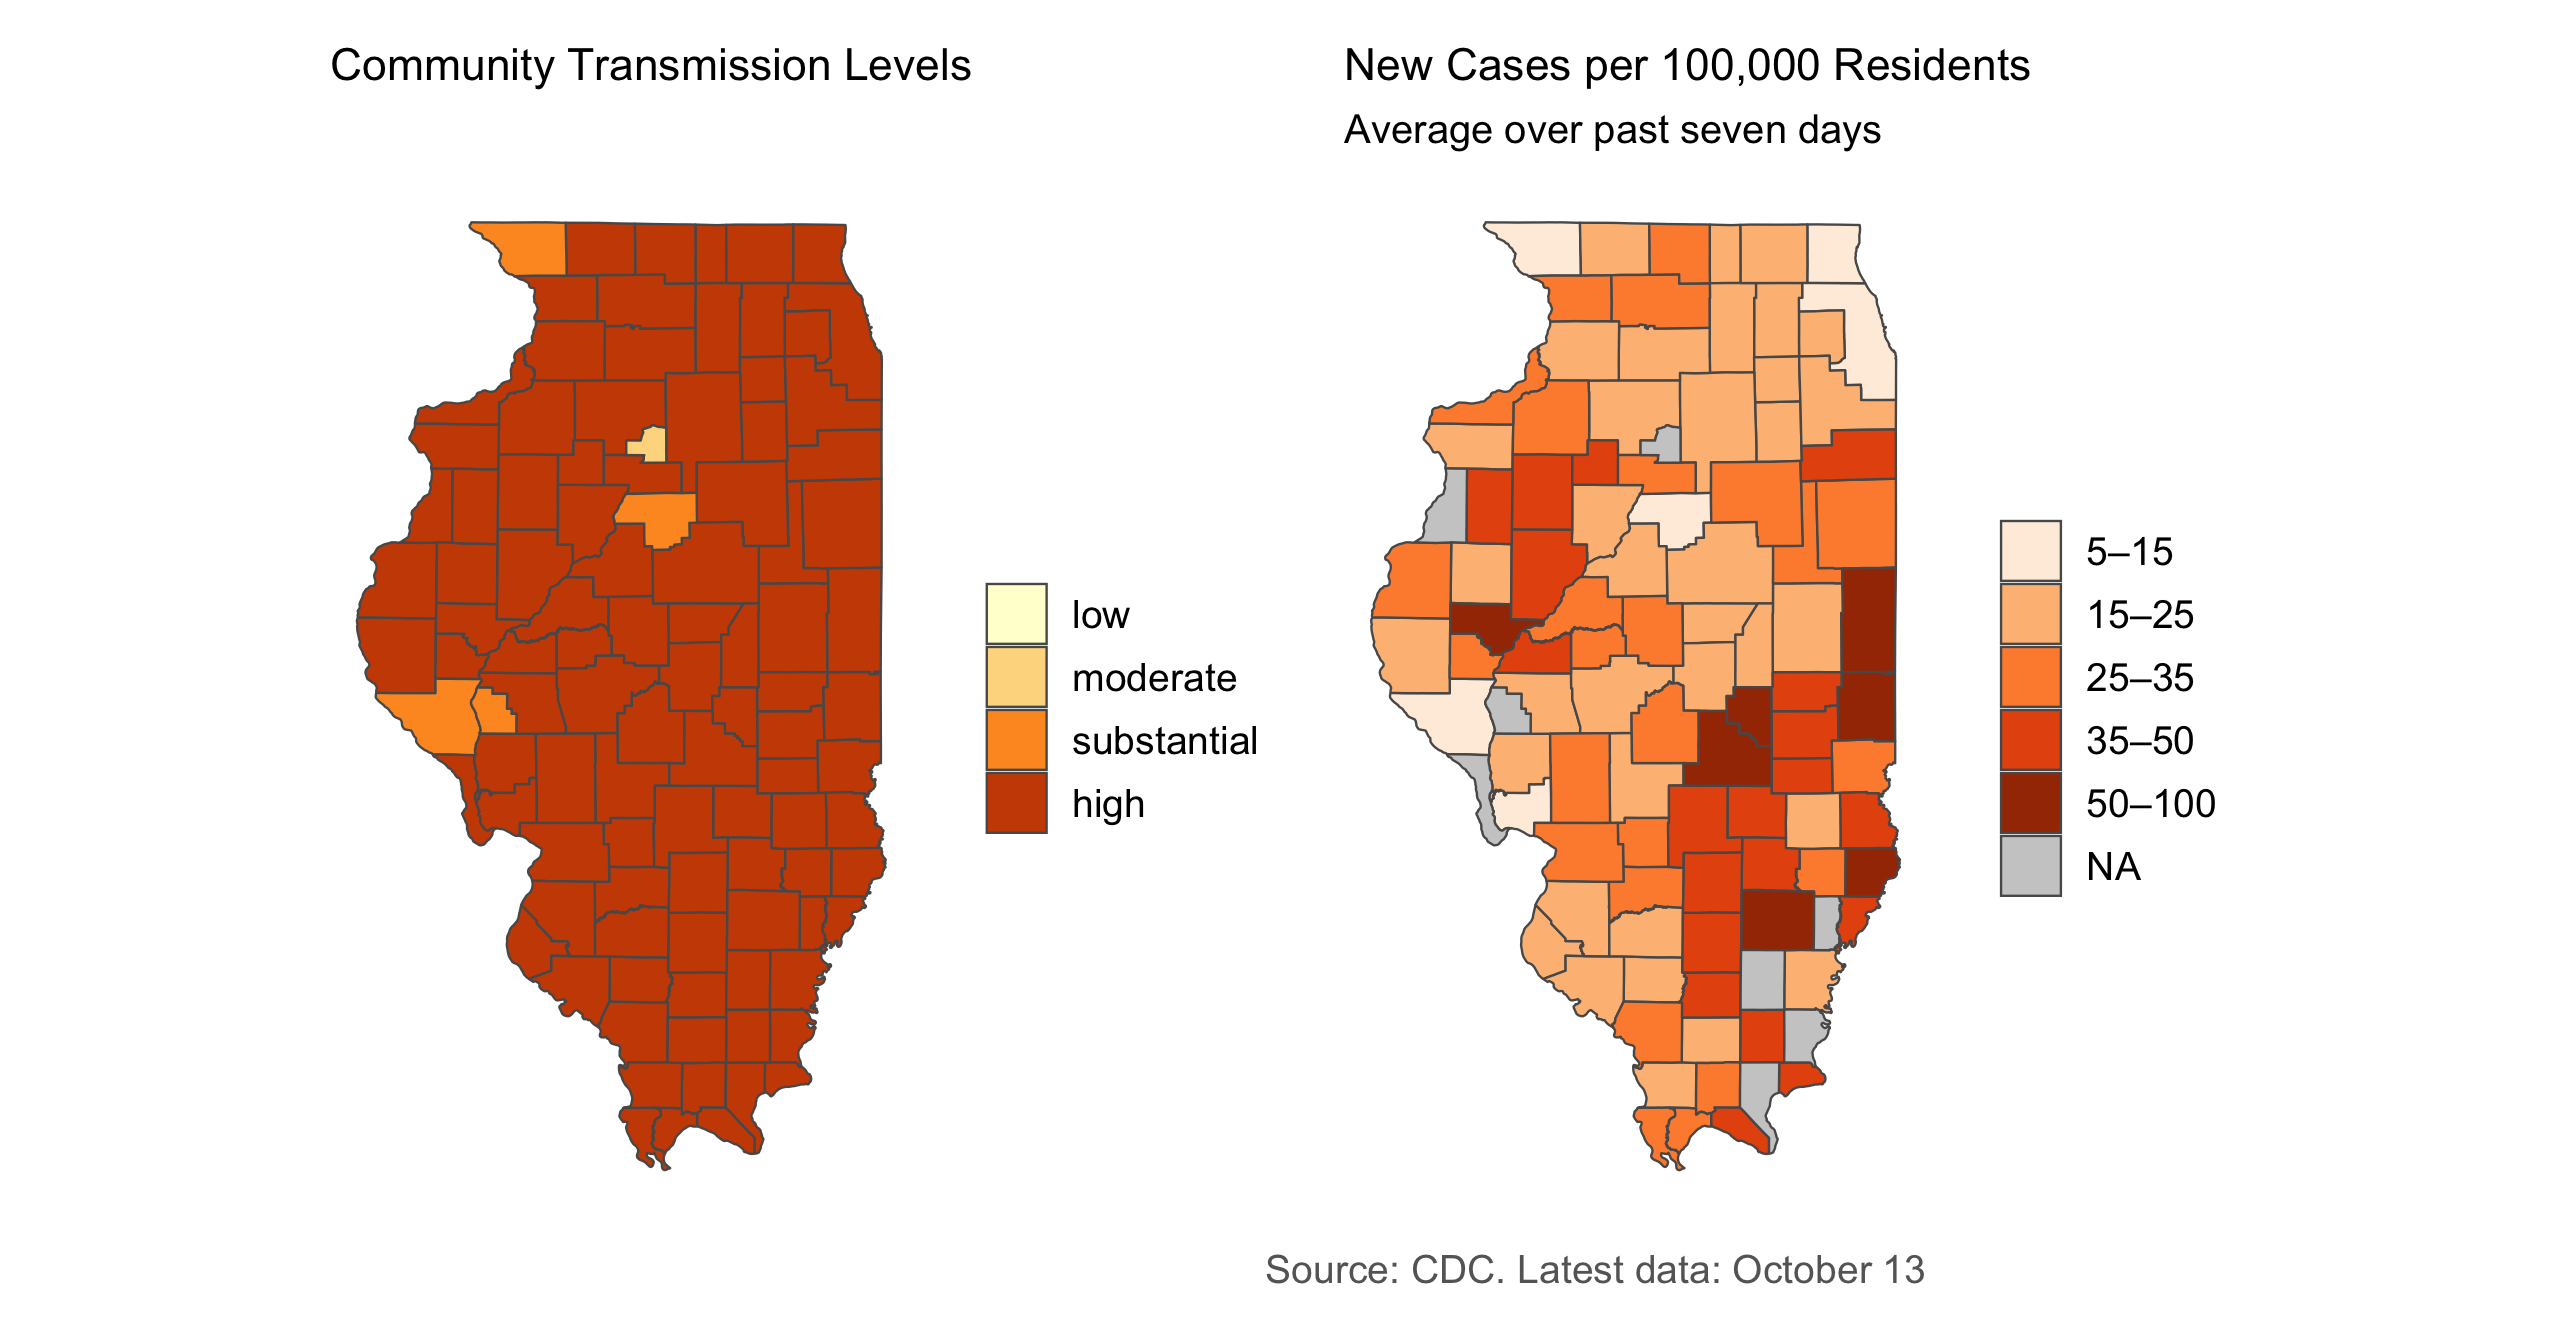 Community Transmission Levels
New Cases per 100,000 Residents
Average over past seven days
low
moderate
substantial
high
5–15
15–25
25–35
35–50
50–100
NA
Source: CDC. Latest data: October 13